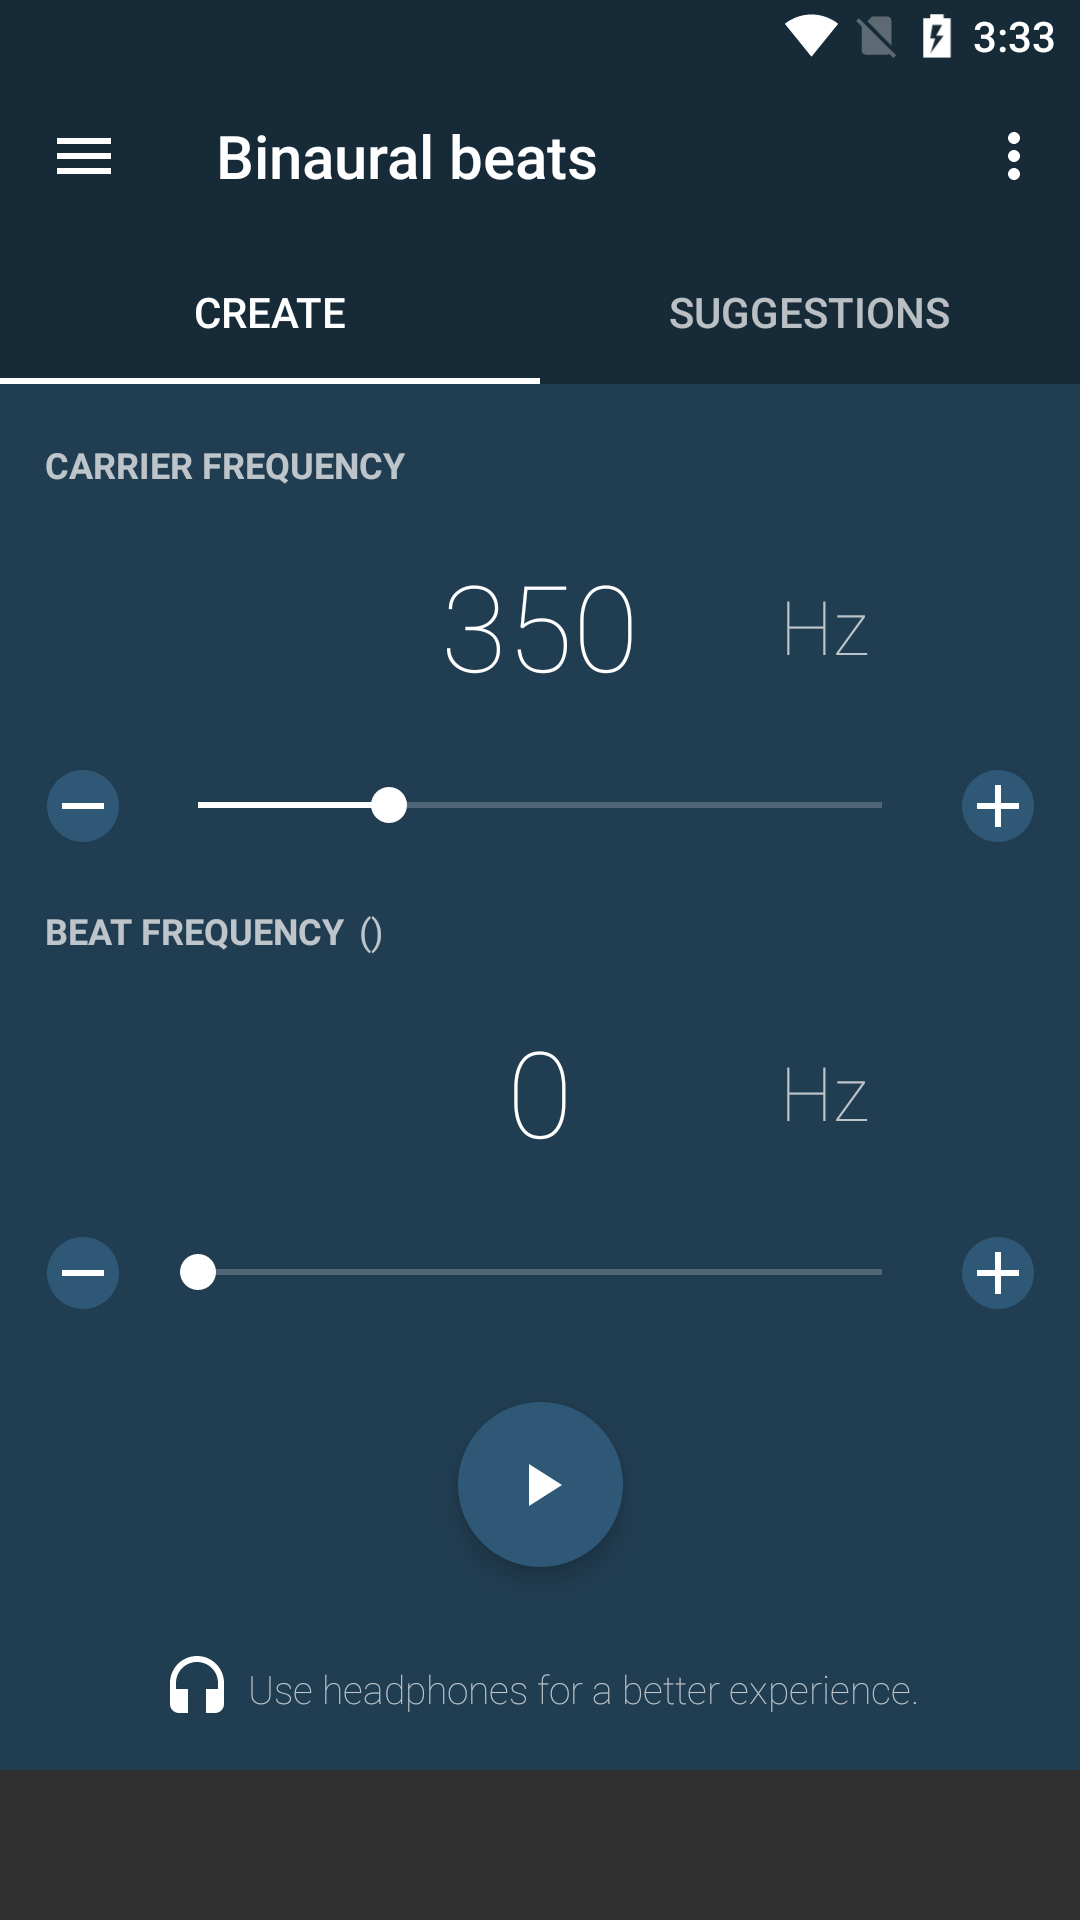 3:33
Binaural beats
CREATE
SUGGESTIONS
CARRIER FREQUENCY
350 Hz
BEAT FREQUENCY ()
0 Hz
Use headphones for a better experience.